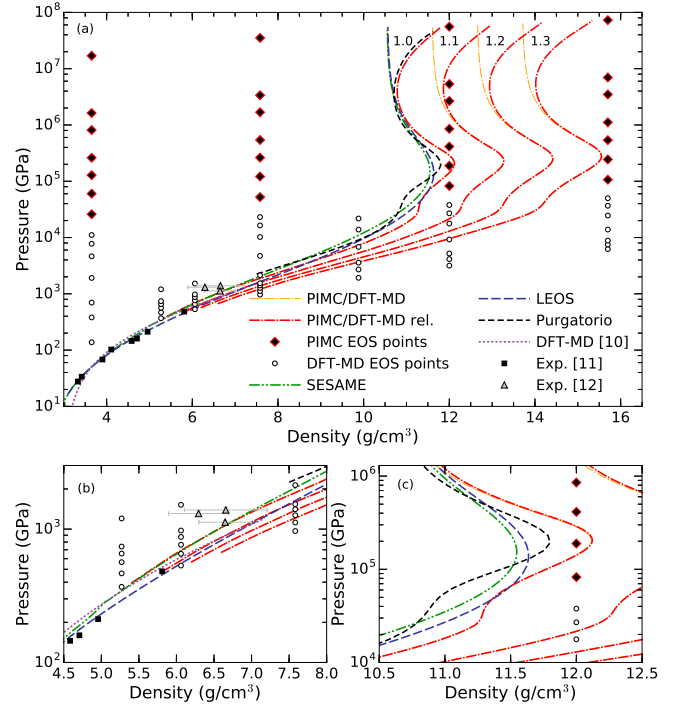 (a)
1.0 1.1 1.2 1.3
10⁸
10⁷
10⁶
10⁵
10⁴
10³
10²
10¹
Pressure (GPa)
PIMC/DFT-MD
PIMC/DFT-MD rel.
PIMC EOS points
DFT-MD EOS points
SESAME
LEOS
Purgatorio
DFT-MD [10]
Exp. [11]
Exp. [12]
4 6 8 10 12 14 16
Density (g/cm³)
(b)
10³
10²
Pressure (GPa)
5.0 5.5 6.0 6.5 7.0 7.5 8.0
Density (g/cm³)
(c)
10⁶
10⁵
10⁴
Pressure (GPa)
10.5 11.0 11.5 12.0 12.5
Density (g/cm³)